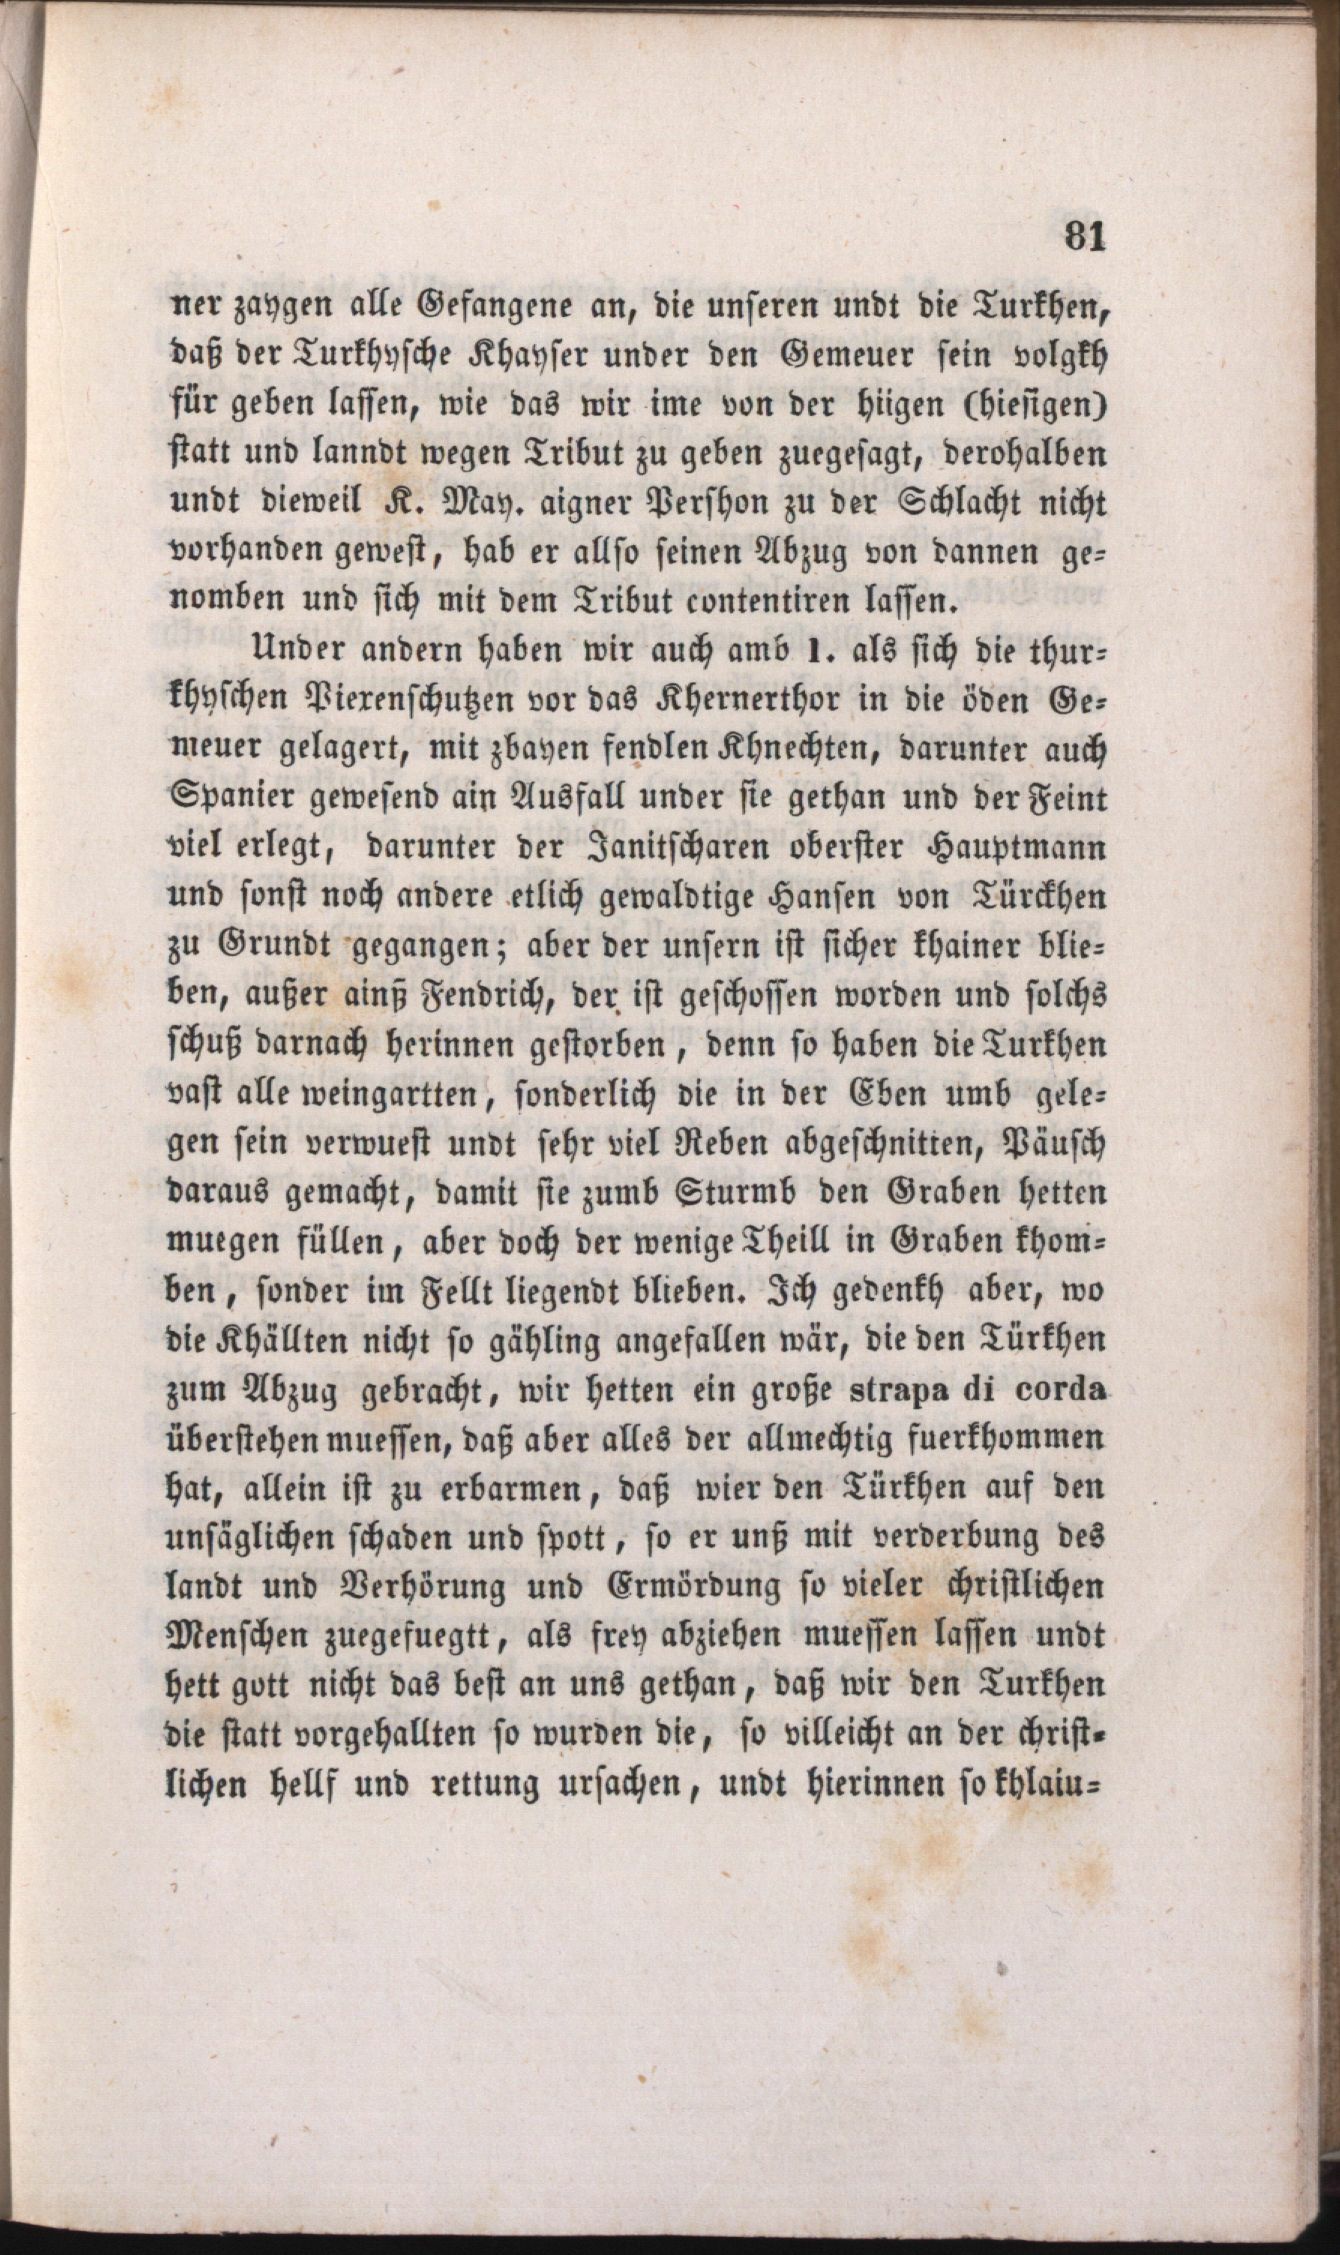 81
ner zaygen alle Gefangene an, die unseren undt die Turkhen,
daß der Turkhysche Khayser under den Gemeuer sein volgkh
für geben lassen, wie das wir ime von der hiigen (hiesigen)
statt und lanndt wegen Tribut zu geben zuegesagt, derohalben
undt dieweil K. May. aigner Pershon zu der Schlacht nicht
vorhanden gewest, hab er allso seinen Abzug von dannen ge-
nomben und sich mit dem Tribut contentiren lassen.
Under andern haben wir auch amb 1. als sich die thur-
khyschen Piexenschutzen vor das Khernerthor in die öden Ge-
meuer gelagert, mit zbayen fendlen Khnechten, darunter auch
Spanier gewesend ain Ausfall under sie gethan und der Feint
viel erlegt, darunter der Janitscharen oberster Hauptmann
und sonst noch andere etlich gewaldtige Hansen von Türckhen
zu Grundt gegangen; aber der unsern ist sicher khainer blie-
ben, außer ainß Fendrich, der ist geschossen worden und solchs
schuß darnach herinnen gestorben, denn so haben die Turkhen
vast alle weingartten, sonderlich die in der Eben umb gele-
gen sein verwuest undt sehr viel Reben abgeschnitten, Päusch
daraus gemacht, damit sie zumb Sturmb den Graben hetten
muegen füllen, aber doch der wenige Theill in Graben khom-
ben, sonder im Fellt liegendt blieben. Ich gedenkh aber, wo
die Khällten nicht so gähling angefallen wär, die den Türkhen
zum Abzug gebracht, wir hetten ein große strapa di corda
überstehen muessen, daß aber alles der allmechtig fuerkhommen
hat, allein ist zu erbarmen, daß wier den Türkhen auf den
unsäglichen schaden und spott, so er unß mit verderbung des
landt und Verhörung und Ermördung so vieler christlichen
Menschen zuegefuegtt, als frey abziehen muessen lassen undt
hett gott nicht das best an uns gethan, daß wir den Turkhen
die statt vorgehallten so wurden die, so villeicht an der christ-
lichen hellf und rettung ursachen, undt hierinnen so khlaiu-